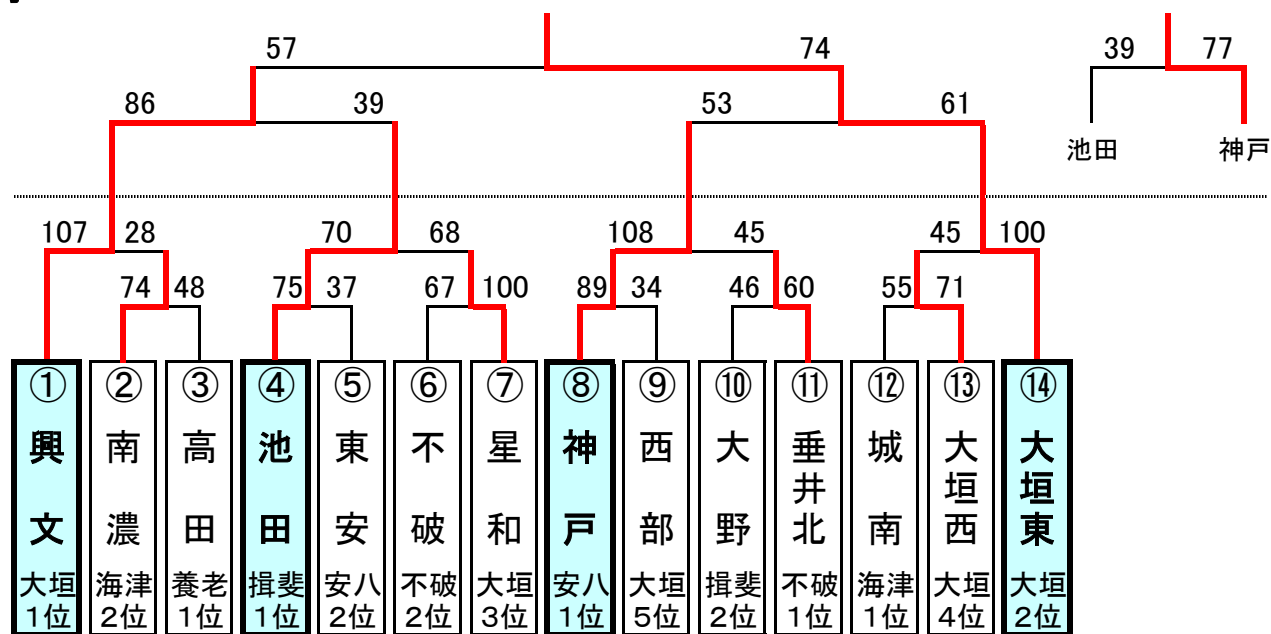 57 74 39 77
86 39 53 61
池田 神戸
107 28 70 68 108 45 45 100
74 48 75 37 67 100 89 34 46 60 55 71
① ② ③ ④ ⑤ ⑥ ⑦ ⑧ ⑨ ⑩ ⑪ ⑫ ⑬ ⑭
興文 南濃 高田 池田 東安 不破 星和 神戸 西部 大野 垂井北 城南 大垣西 大垣東
大垣 海津 養老 揖斐 安八 不破 大垣 安八 大垣 揖斐 不破 海津 大垣 大垣
1位 2位 1位 1位 2位 2位 3位 1位 5位 2位 1位 1位 4位 2位